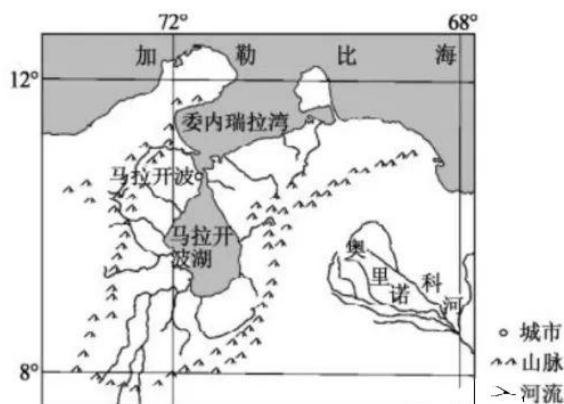 72° 68°
加勒比海
12°
委内瑞拉湾
马拉开波
马拉开
波湖
奥里诺科河
8°
城市
山脉
河流